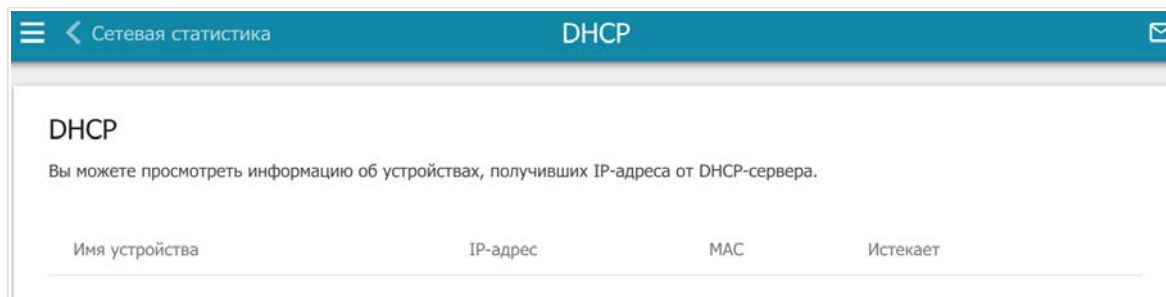 Сетевая статистика DHCP
DHCP
Вы можете просмотреть информацию об устройствах, получивших IP-адреса от DHCP-сервера.
Имя устройства IP-адрес MAC Истекает